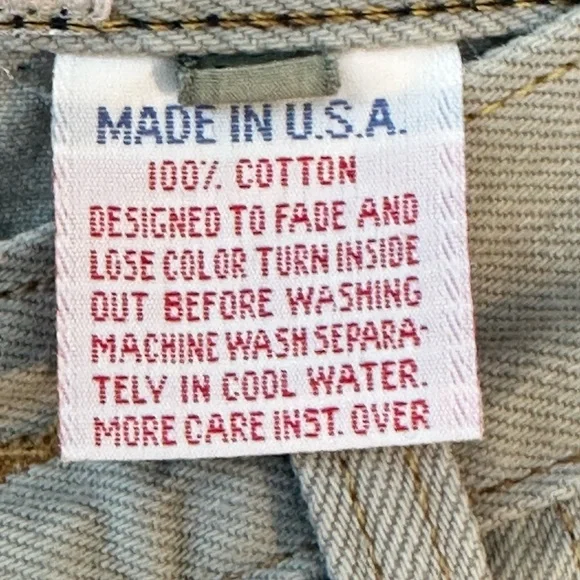 MADE IN U.S.A.
100% COTTON
DESIGNED TO FADE AND
LOSE COLOR TURN INSIDE
OUT BEFORE WASHING
MACHINE WASH SEPARA-
TELY IN COOL WATER.
MORE CARE INST. OVER